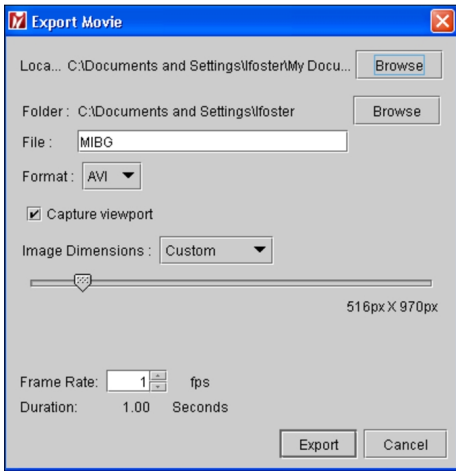 Export Movie
Loca... C:\Documents and Settings\lfoster\My Docu... Browse
Folder : C:\Documents and Settings\lfoster Browse
File : MIBG
Format : AVI
Capture viewport
Image Dimensions : Custom
516px X 970px
Frame Rate: 1 fps
Duration: 1.00 Seconds
Export Cancel